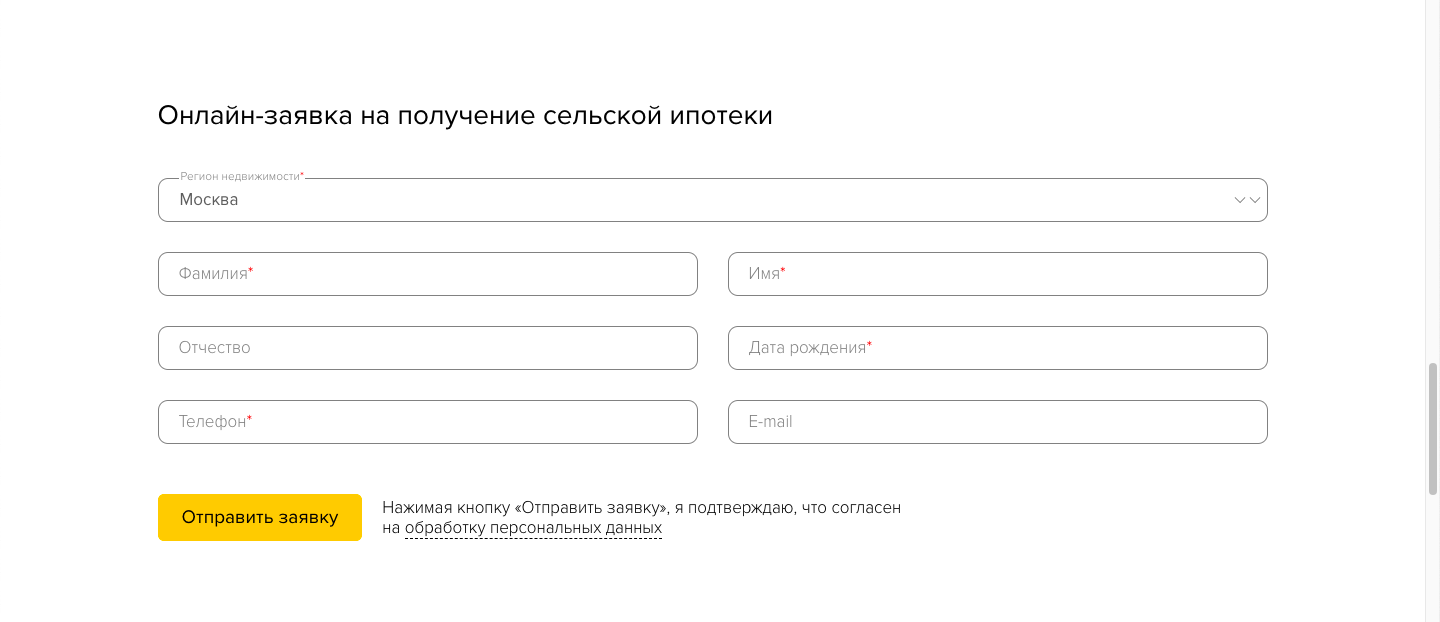 Онлайн-заявка на получение сельской ипотеки
Регион недвижимости*
Москва
Фамилия*
Имя*
Отчество
Дата рождения*
Телефон*
E-mail
Отправить заявку
Нажимая кнопку «Отправить заявку», я подтверждаю, что согласен
на обработку персональных данных